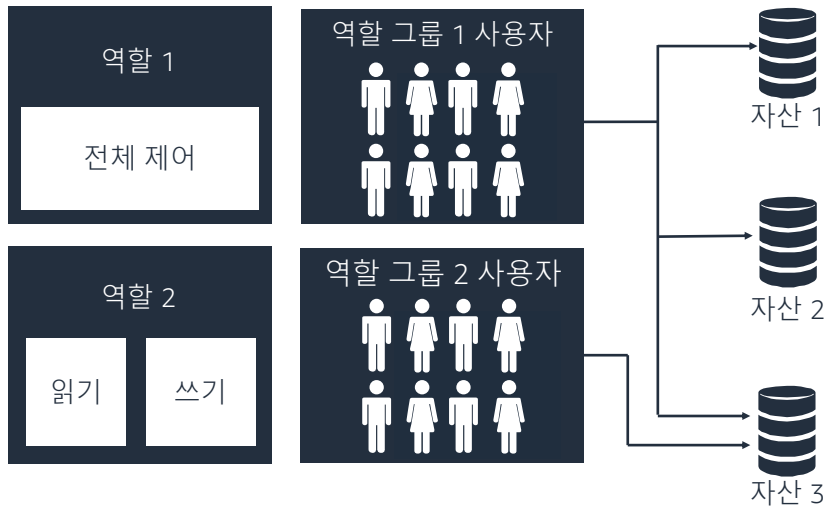 역할 1
전체 제어
역할 그룹 1 사용자
자산 1
자산 2
역할 2
읽기
쓰기
역할 그룹 2 사용자
자산 3